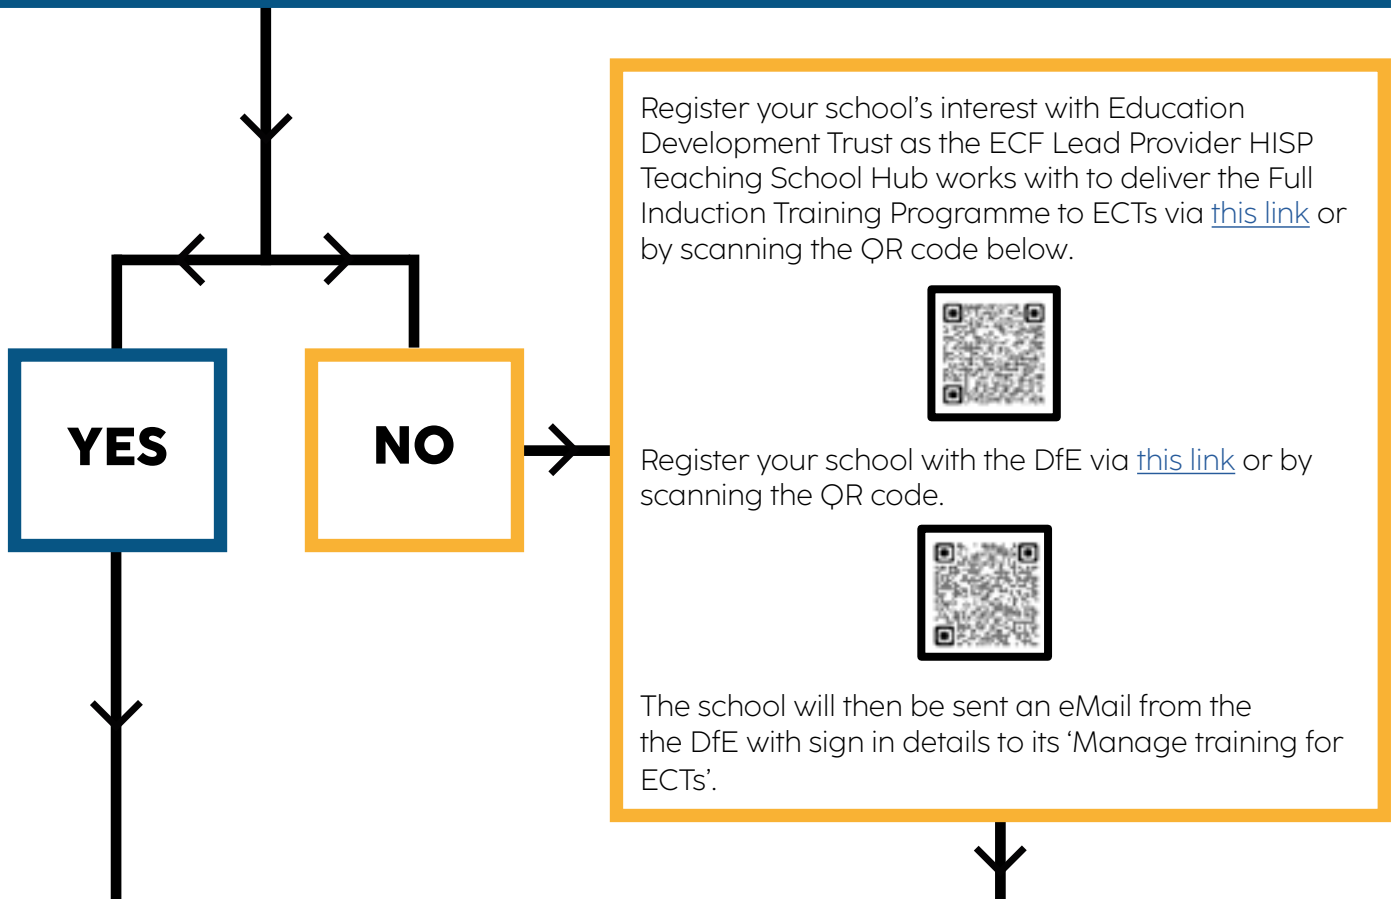 YES
NO
Register your school’s interest with Education
Development Trust as the ECF Lead Provider HISP
Teaching School Hub works with to deliver the Full
Induction Training Programme to ECTs via this link or
by scanning the QR code below.
Register your school with the DfE via this link or by
scanning the QR code.
The school will then be sent an eMail from the
the DfE with sign in details to its ‘Manage training for
ECTs’.